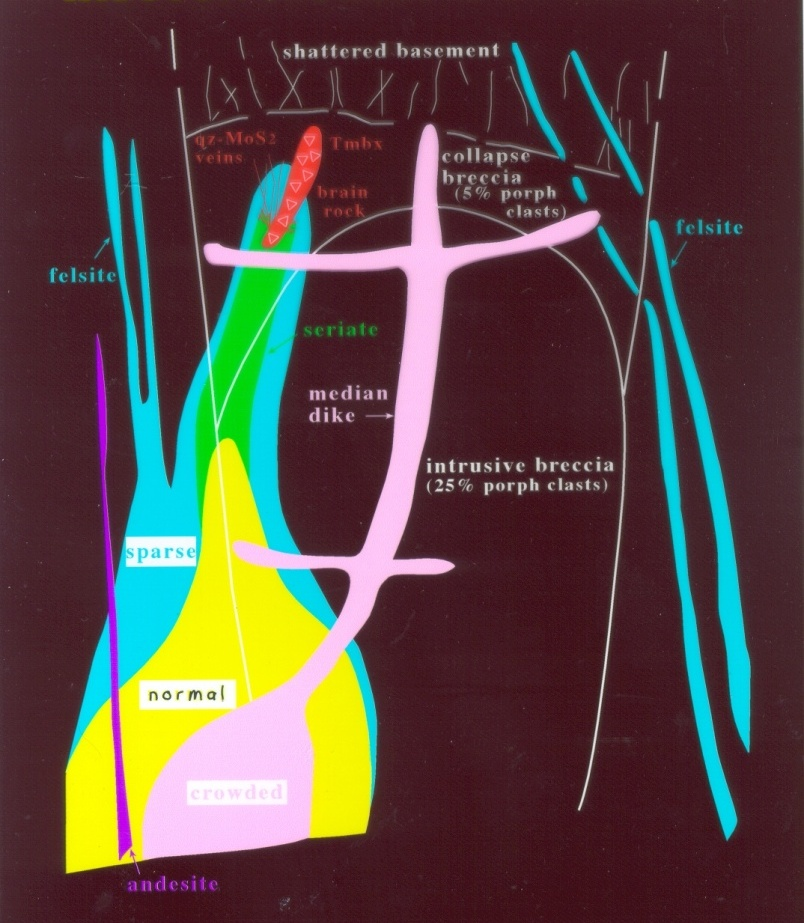 shattered basement
qz-MoS2
veins
Tmbx
collapse
breccia
(5% porph
clasts)
brain
rock
felsite
felsite
seriate
median
dike
intrusive breccia
(25% porph clasts)
sparse
normal
crowded
andesite